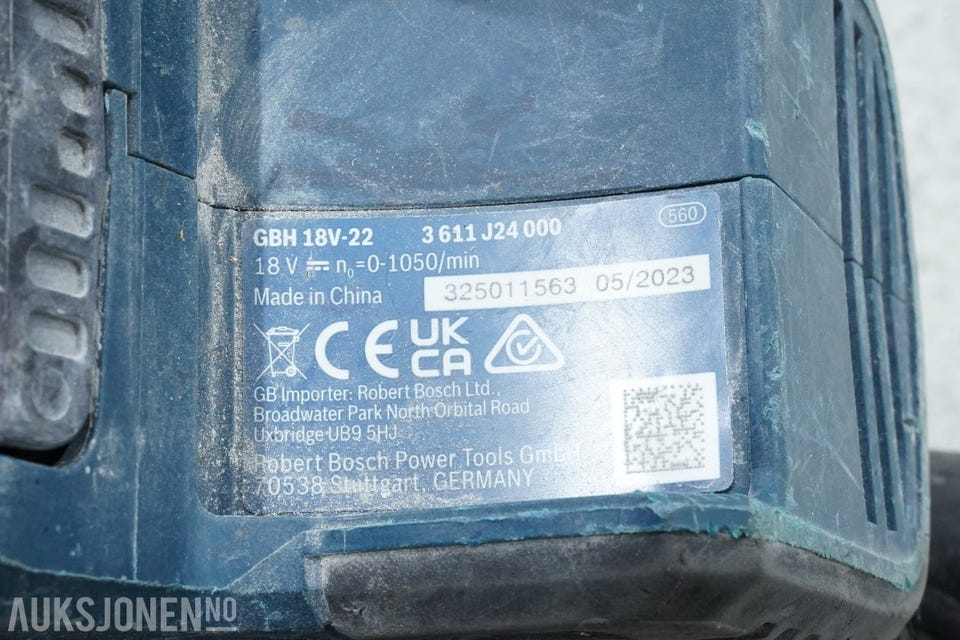 GBH 18V-22 3 611 J24 000 560
18 V n₀=0-1050/min
Made in China 325011563 05/2023
CE UK CA
GB Importer: Robert Bosch Ltd.,
Broadwater Park North Orbital Road
Uxbridge UB9 5HJ
Robert Bosch Power Tools GmbH
70538 Stuttgart, GERMANY
AUKSJONEN.NO